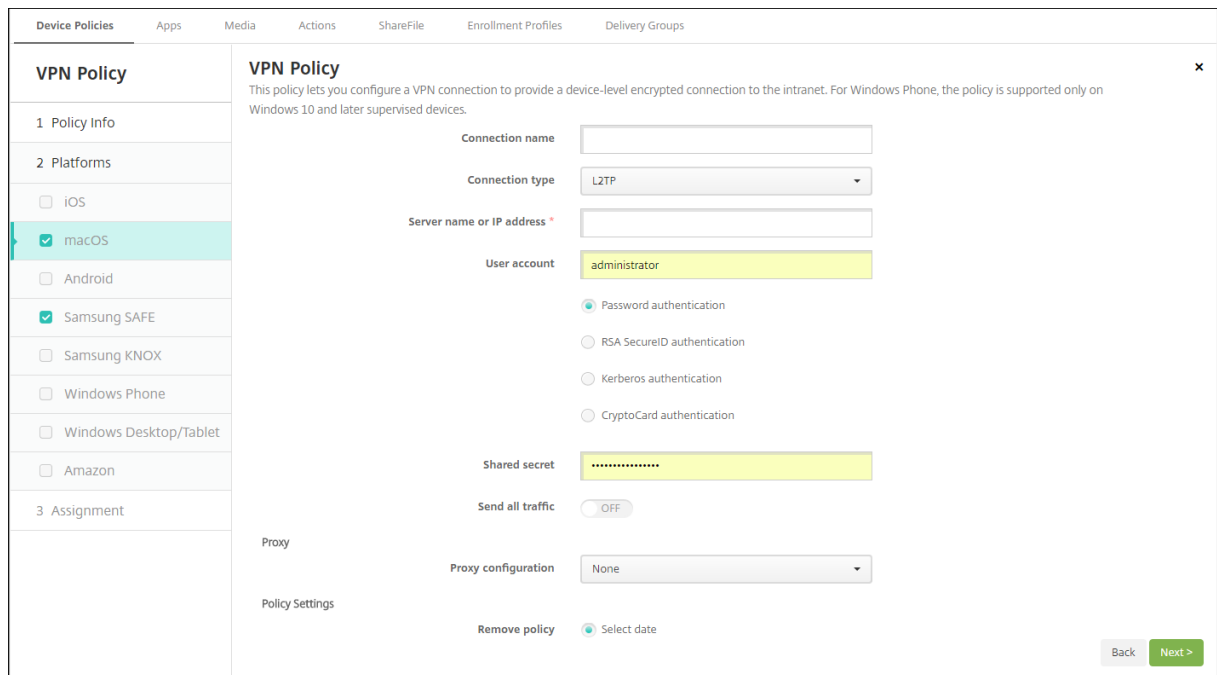 Device Policies Apps Media Actions ShareFile Enrollment Profiles Delivery Groups
VPN Policy
1 Policy Info
2 Platforms
iOS
macOS
Android
Samsung SAFE
Samsung KNOX
Windows Phone
Windows Desktop/Tablet
Amazon
3 Assignment
VPN Policy
This policy lets you configure a VPN connection to provide a device-level encrypted connection to the intranet. For Windows Phone, the policy is supported only on
Windows 10 and later supervised devices.
Connection name
Connection type L2TP
Server name or IP address *
User account administrator
Password authentication
RSA SecureID authentication
Kerberos authentication
CryptoCard authentication
Shared secret ••••••••••••••••
Send all traffic OFF
Proxy
Proxy configuration None
Policy Settings
Remove policy Select date
Back Next >